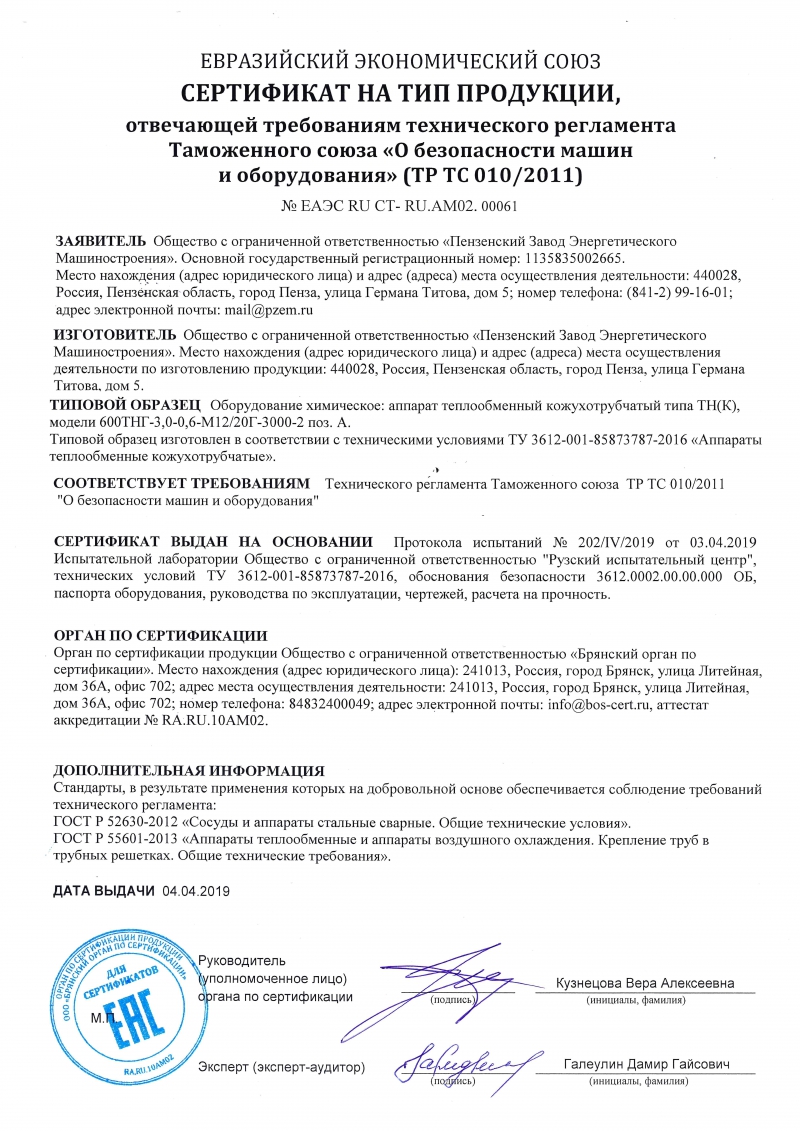 ЕВРАЗИЙСКИЙ ЭКОНОМИЧЕСКИЙ СОЮЗ
СЕРТИФИКАТ НА ТИП ПРОДУКЦИИ,
отвечающей требованиям технического регламента
Таможенного союза «О безопасности машин
и оборудования» (ТР ТС 010/2011)
№ ЕАЭС RU СТ- RU.АМ02. 00061
ЗАЯВИТЕЛЬ Общество с ограниченной ответственностью «Пензенский Завод Энергетического
Машиностроения». Основной государственный регистрационный номер: 1135835002665.
Место нахождения (адрес юридического лица) и адрес (адреса) места осуществления деятельности: 440028,
Россия, Пензенская область, город Пенза, улица Германа Титова, дом 5; номер телефона: (841-2) 99-16-01;
адрес электронной почты: mail@pzem.ru
ИЗГОТОВИТЕЛЬ Общество с ограниченной ответственностью «Пензенский Завод Энергетического
Машиностроения». Место нахождения (адрес юридического лица) и адрес (адреса) места осуществления
деятельности по изготовлению продукции: 440028, Россия, Пензенская область, город Пенза, улица Германа
Титова, дом 5.
ТИПОВОЙ ОБРАЗЕЦ Оборудование химическое: аппарат теплообменный кожухотрубчатый типа ТН(К),
модели 600ТНГ-3,0-0,6-М12/20Г-3000-2 поз. А.
Типовой образец изготовлен в соответствии с техническими условиями ТУ 3612-001-85873787-2016 «Аппараты
теплообменные кожухотрубчатые».
СООТВЕТСТВУЕТ ТРЕБОВАНИЯМ Технического регламента Таможенного союза ТР ТС 010/2011
"О безопасности машин и оборудования"
СЕРТИФИКАТ ВЫДАН НА ОСНОВАНИИ Протокола испытаний № 202/IV/2019 от 03.04.2019
Испытательной лаборатории Общество с ограниченной ответственностью "Рузский испытательный центр",
технических условий ТУ 3612-001-85873787-2016, обоснования безопасности 3612.0002.00.00.000 ОБ,
паспорта оборудования, руководства по эксплуатации, чертежей, расчета на прочность.
ОРГАН ПО СЕРТИФИКАЦИИ
Орган по сертификации продукции Общество с ограниченной ответственностью «Брянский орган по
сертификации». Место нахождения (адрес юридического лица): 241013, Россия, город Брянск, улица Литейная,
дом 36А, офис 702; адрес места осуществления деятельности: 241013, Россия, город Брянск, улица Литейная,
дом 36А, офис 702; номер телефона: 84832400049; адрес электронной почты: info@bos-cert.ru, аттестат
аккредитации № RA.RU.10АМ02.
ДОПОЛНИТЕЛЬНАЯ ИНФОРМАЦИЯ
Стандарты, в результате применения которых на добровольной основе обеспечивается соблюдение требований
технического регламента:
ГОСТ Р 52630-2012 «Сосуды и аппараты стальные сварные. Общие технические условия».
ГОСТ Р 55601-2013 «Аппараты теплообменные и аппараты воздушного охлаждения. Крепление труб в
трубных решетках. Общие технические требования».
ДАТА ВЫДАЧИ 04.04.2019
ОРГАН ПО СЕРТИФИКАЦИИ ПРОДУКЦИИ
ООО «БРЯНСКИЙ ОРГАН ПО СЕРТИФИКАЦИИ»
ДЛЯ
СЕРТИФИКАТОВ
ЕАС
RA.RU.10АМ02
М.П.
Руководитель
(уполномоченное лицо)
органа по сертификации
(подпись)
Кузнецова Вера Алексеевна
(инициалы, фамилия)
Эксперт (эксперт-аудитор)
(подпись)
Галеулин Дамир Гайсович
(инициалы, фамилия)